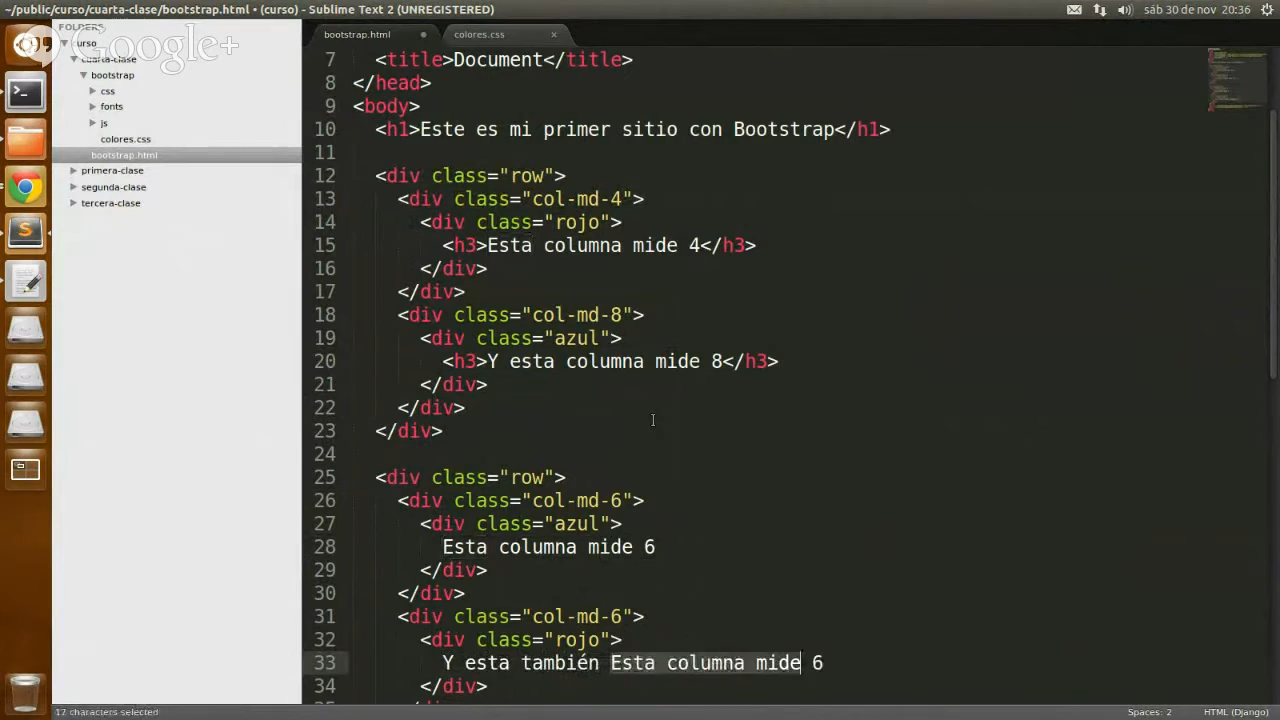 ~/public/curso/cuarta-clase/bootstrap.html • (curso) - Sublime Text 2 (UNREGISTERED)
sáb 30 de nov 20:36
Google+
FOLDERS
curso
cuarta-clase
bootstrap
css
fonts
js
colores.css
bootstrap.html
primera-clase
segunda-clase
tercera-clase
bootstrap.html
colores.css
7 <title>Document</title>
8 </head>
9 <body>
10 <h1>Este es mi primer sitio con Bootstrap</h1>
11
12 <div class="row">
13 <div class="col-md-4">
14 <div class="rojo">
15 <h3>Esta columna mide 4</h3>
16 </div>
17 </div>
18 <div class="col-md-8">
19 <div class="azul">
20 <h3>Y esta columna mide 8</h3>
21 </div>
22 </div>
23 </div>
24
25 <div class="row">
26 <div class="col-md-6">
27 <div class="azul">
28 Esta columna mide 6
29 </div>
30 </div>
31 <div class="col-md-6">
32 <div class="rojo">
33 Y esta también Esta columna mide 6
34 </div>
17 characters selected
Spaces: 2
HTML (Django)